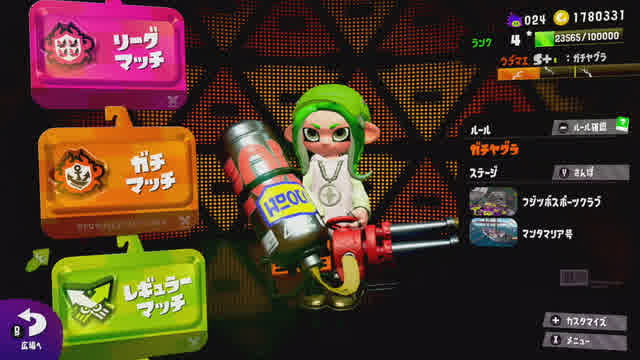 リーグ
マッチ
ガチ
マッチ
レギュラー
マッチ
B
広場へ
024
1780331
ランク
4*
23565/100000
ウデマエ S+ :ガチヤグラ
ルール
ルール確認
ガチヤグラ
ステージ
Y さんぽ
フジツボスポーツクラブ
マンタマリア号
+ カスタマイズ
X メニュー